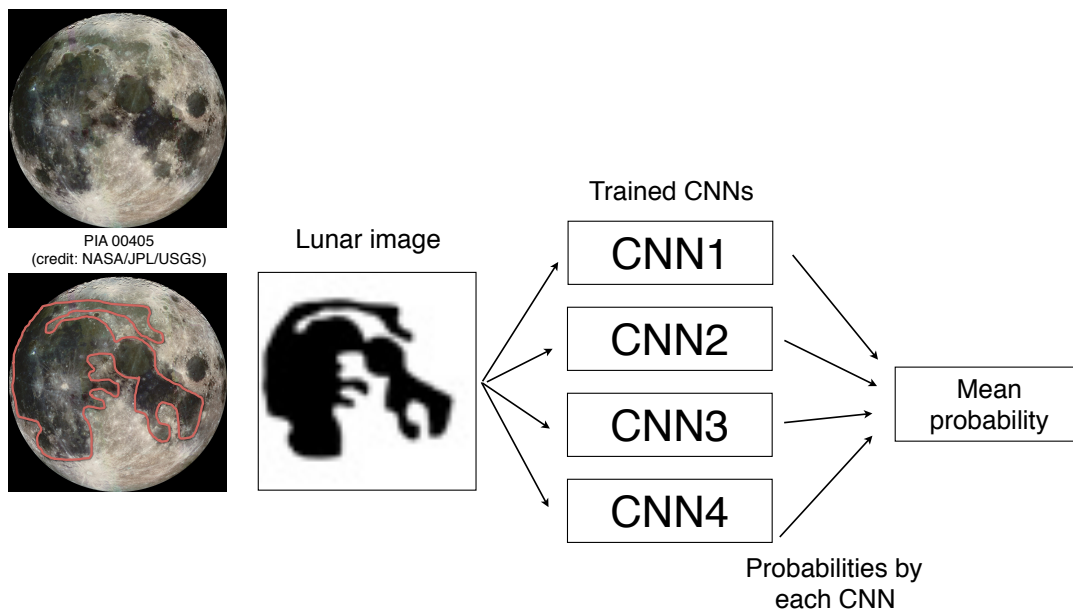 PIA 00405
(credit: NASA/JPL/USGS)
Lunar image
Trained CNNs
CNN1
CNN2
CNN3
CNN4
Probabilities by
each CNN
Mean
probability